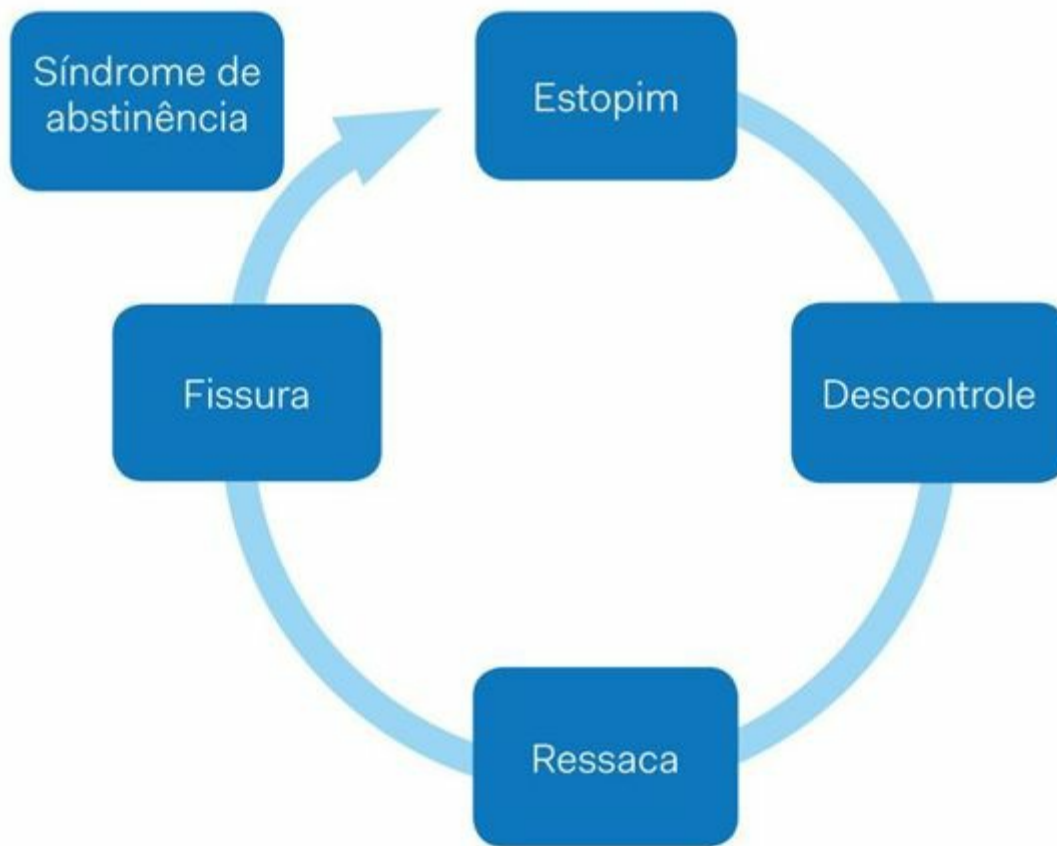 Síndrome de
abstinência
Estopim
Fissura
Descontrole
Ressaca